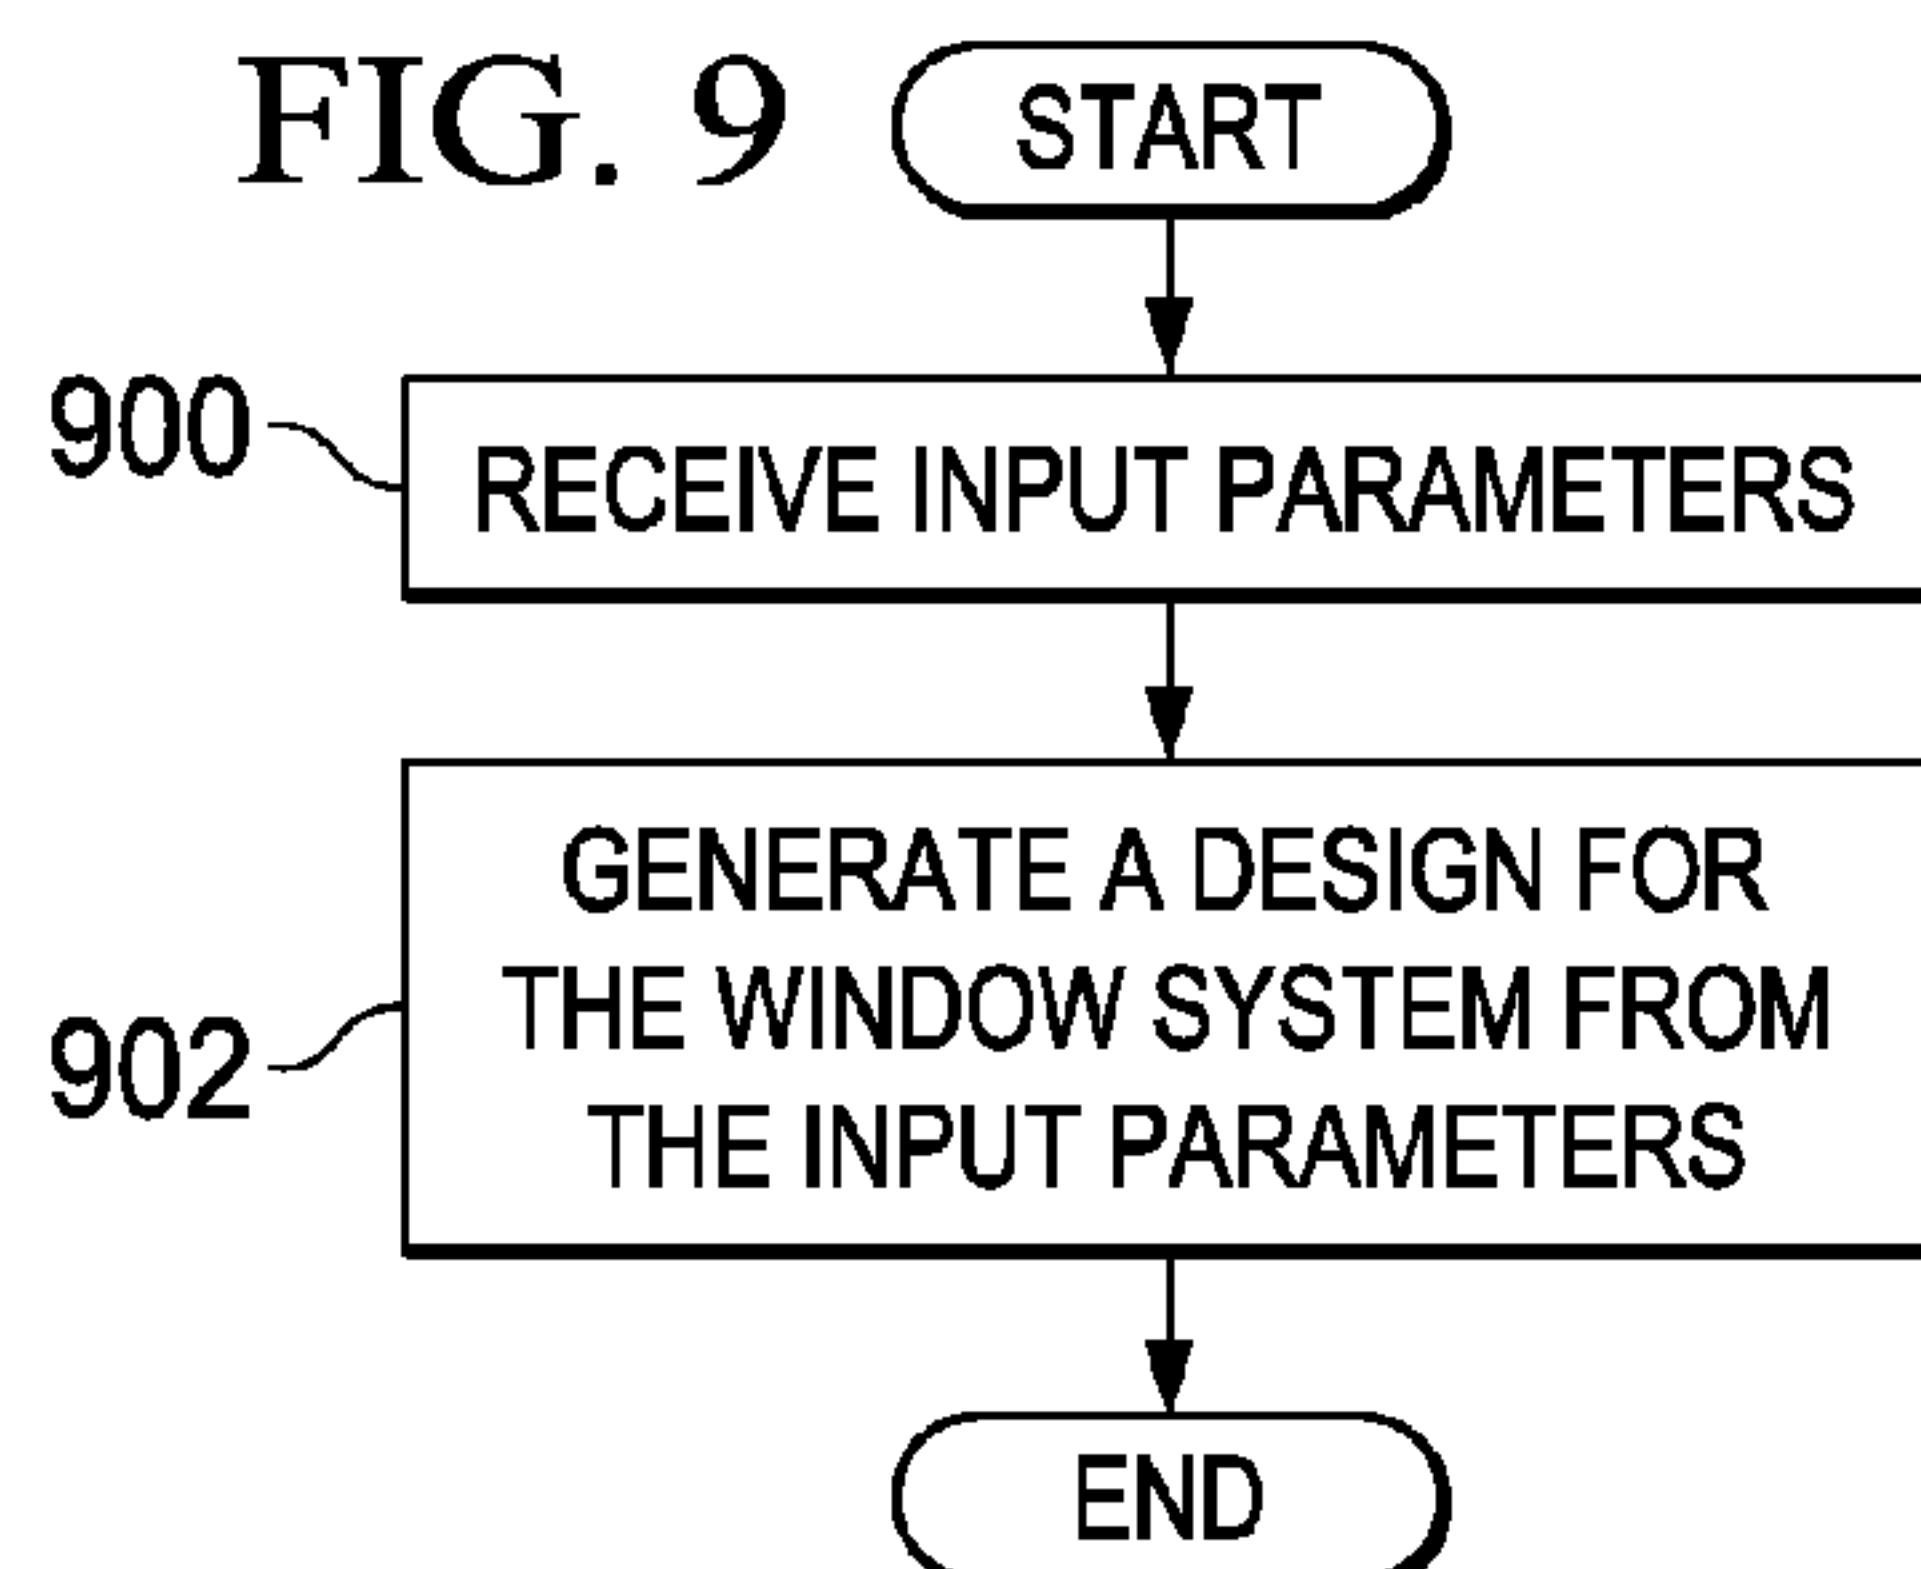 FIG. 9
START
900
RECEIVE INPUT PARAMETERS
902
GENERATE A DESIGN FOR
THE WINDOW SYSTEM FROM
THE INPUT PARAMETERS
END